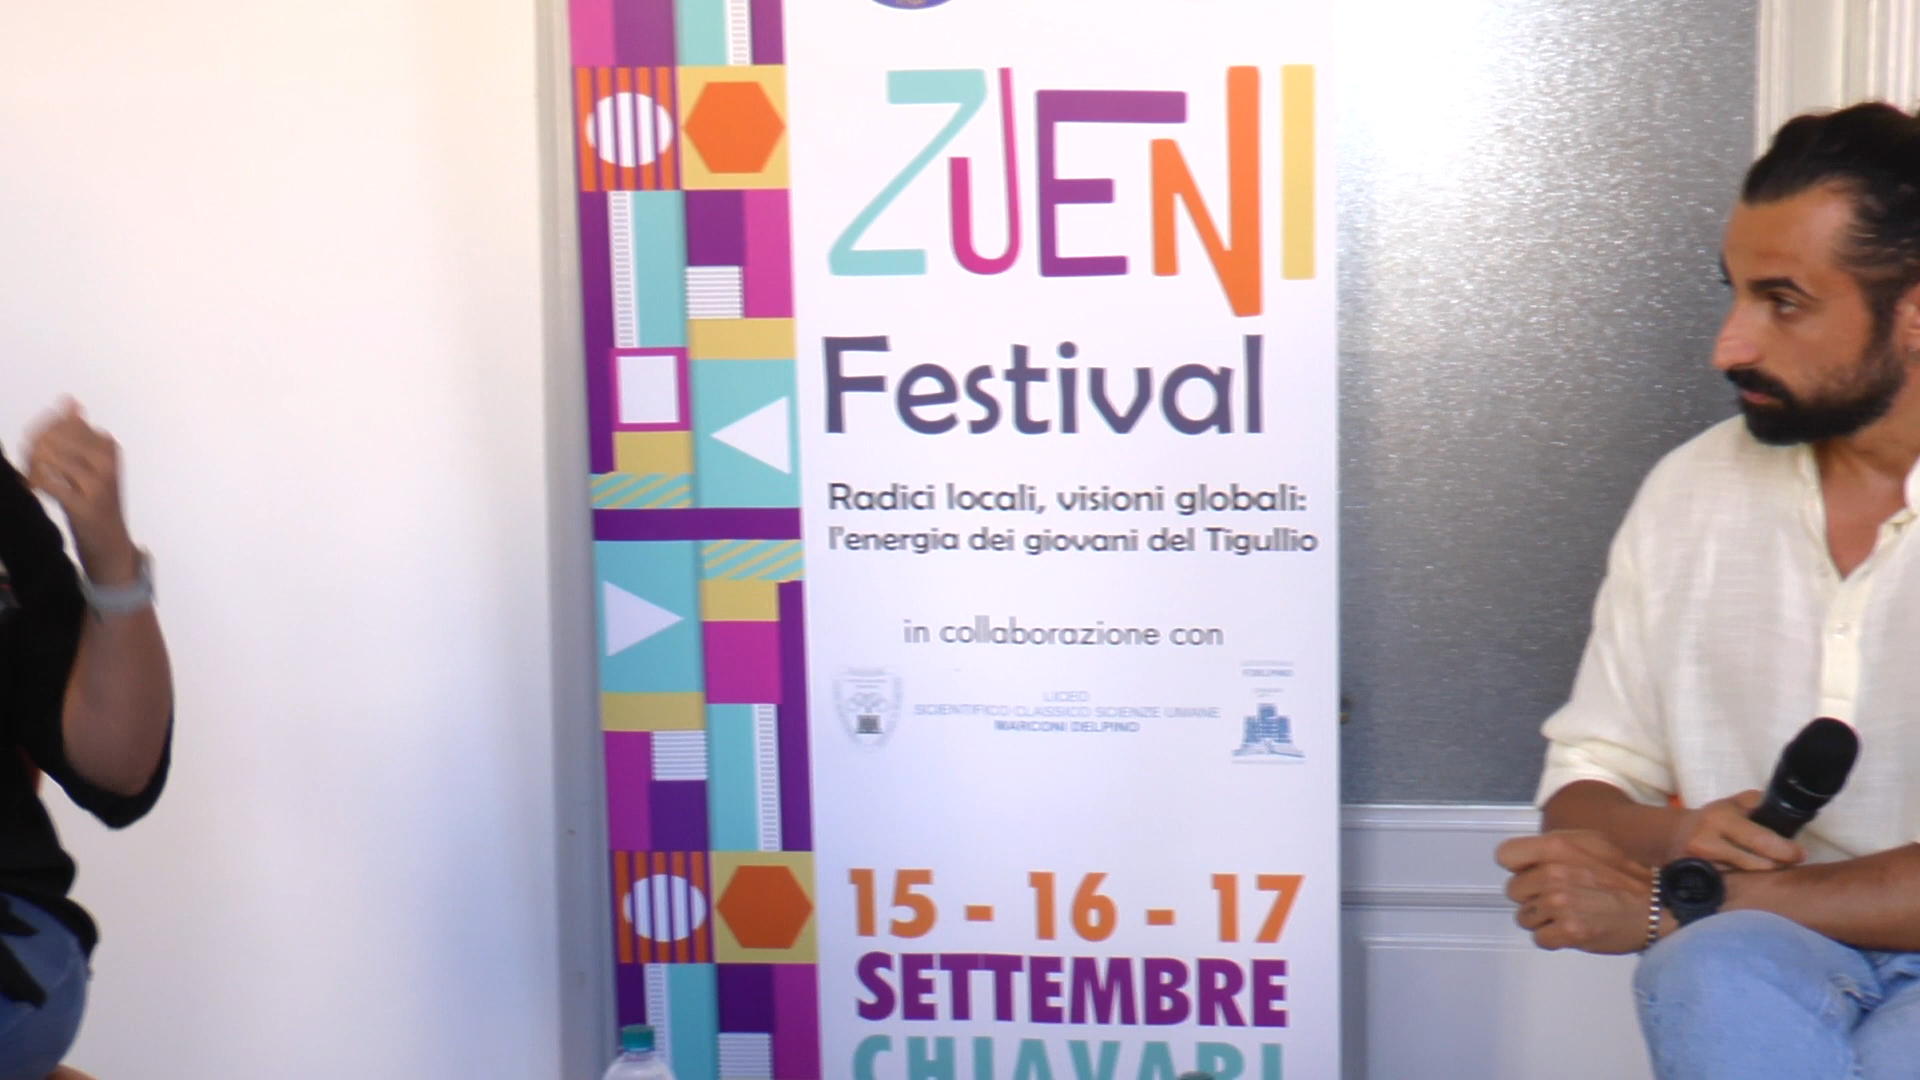 ZUENI
Festival
Radici locali, visioni globali:
l'energia dei giovani del Tigullio
in collaborazione con
LICEO
SCIENTIFICO CLASSICO SCIENZE UMANE
MARCONI DELPINO
15 - 16 - 17
SETTEMBRE
CHIAVARI